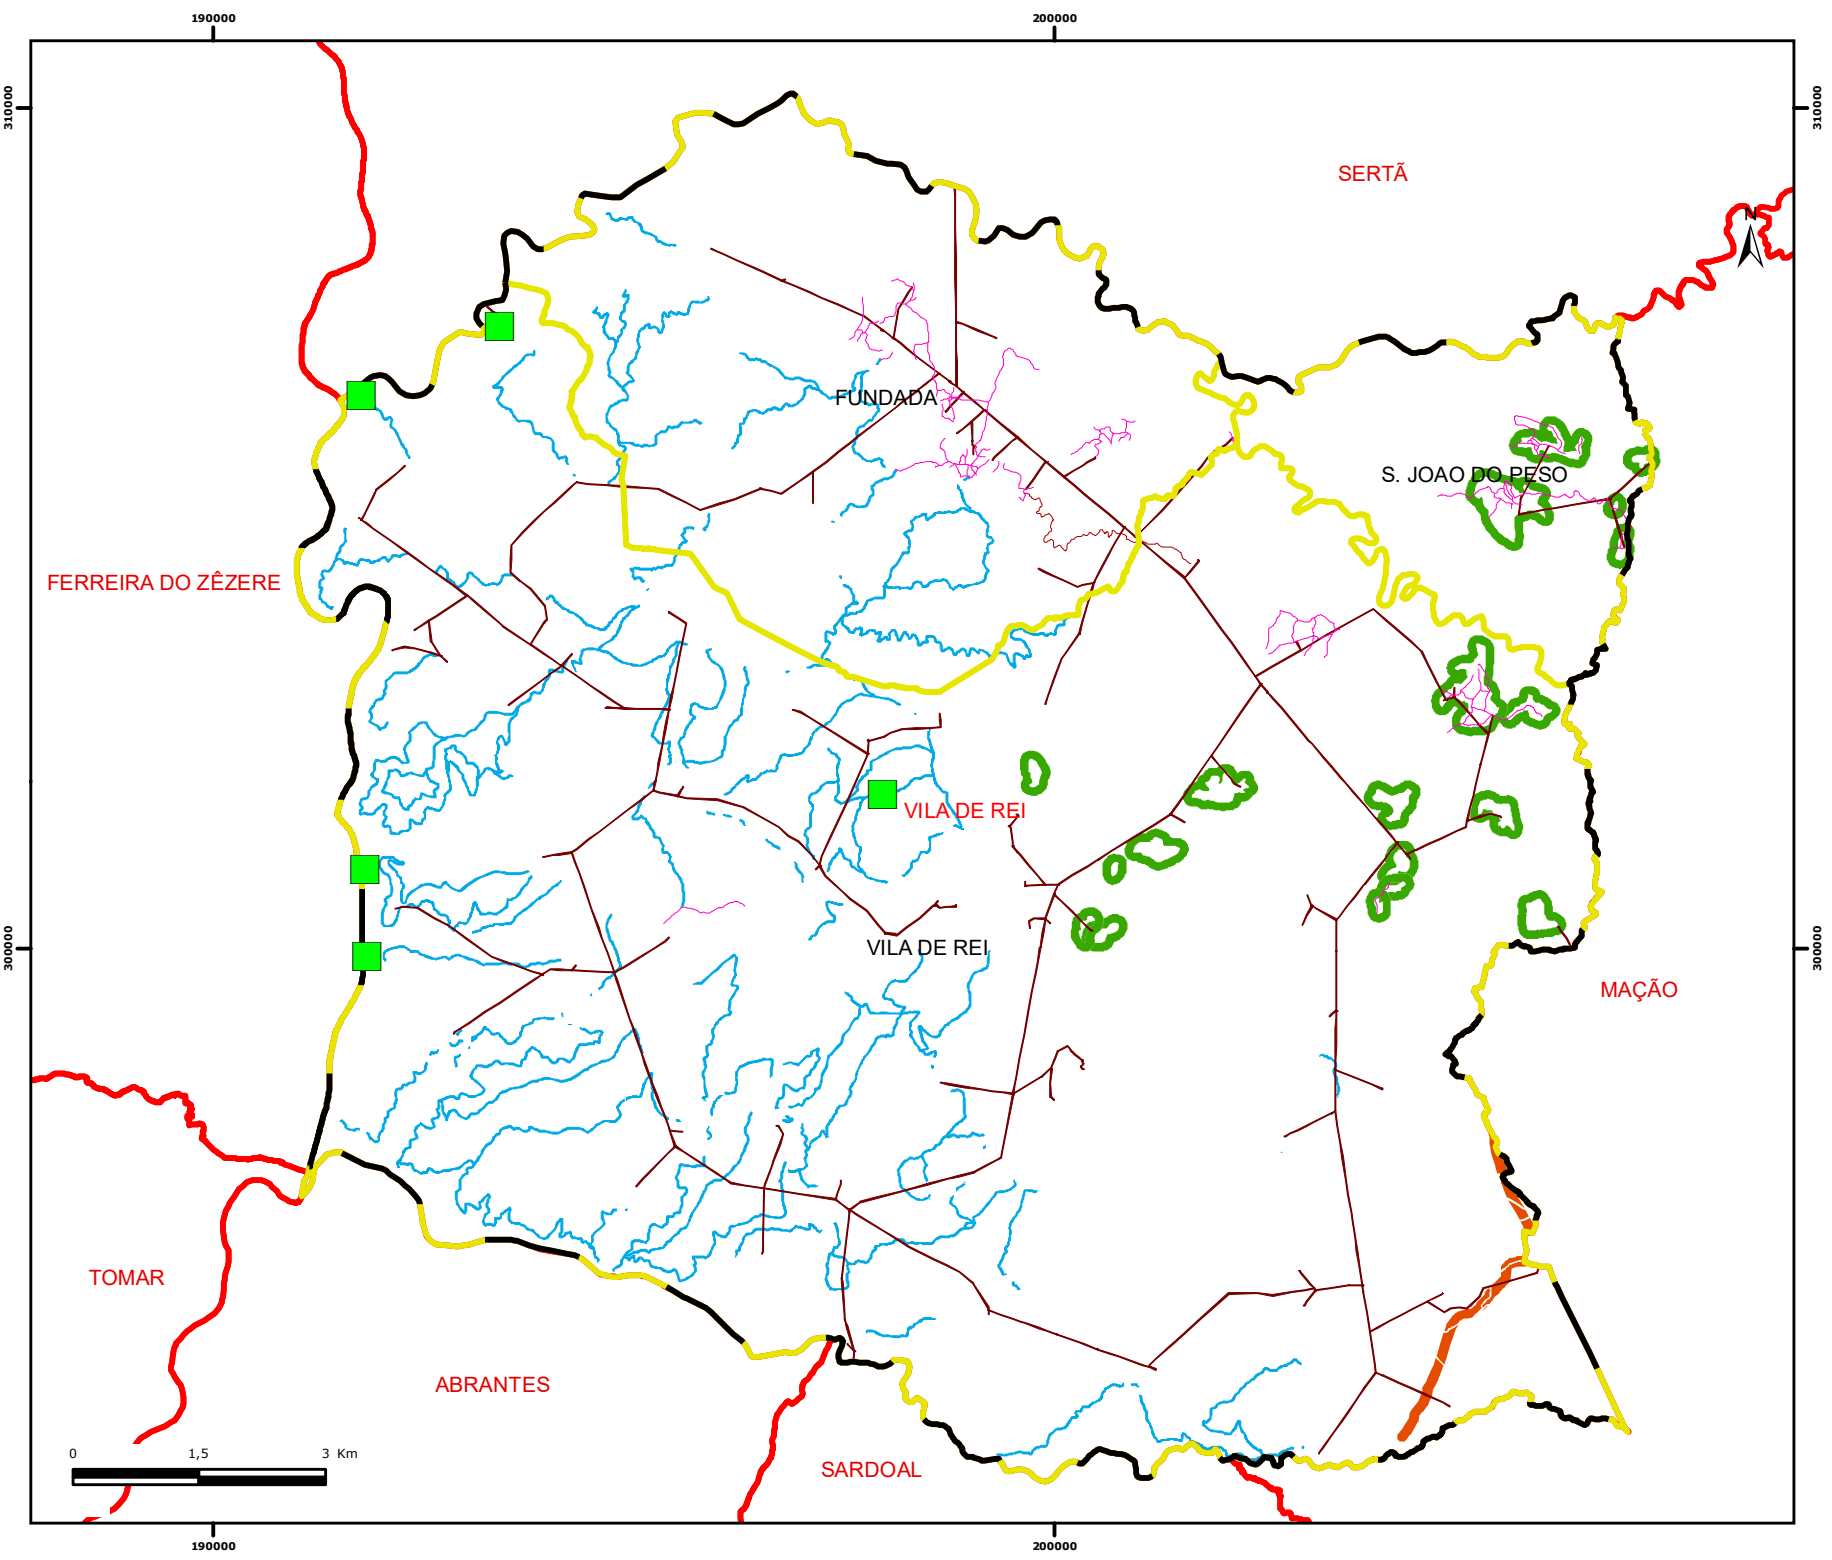 190000
200000
310000
310000
SERTÃ
N
FUNDADA
S. JOAO DO PESO
FERREIRA DO ZÊZERE
VILA DE REI
VILA DE REI
300000
300000
MAÇÃO
TOMAR
ABRANTES
SARDOAL
0 1,5 3 Km
190000
200000